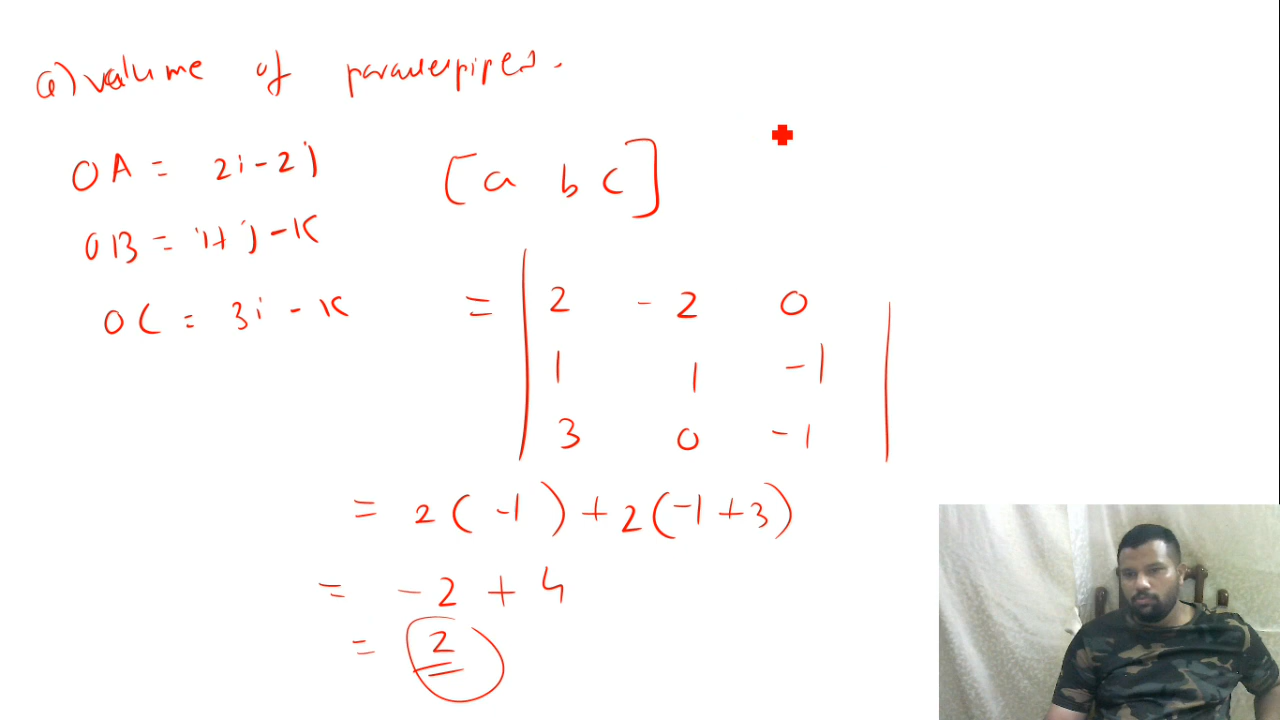 a) volume of parallelpiped.
OA = 2i - 2j
OB = i + j - k
OC = 3i - k
[a b c]
= | 2 -2 0 |
| 1 1 -1 |
| 3 0 -1 |
= 2(-1) + 2(-1+3)
= -2 + 4
= 2